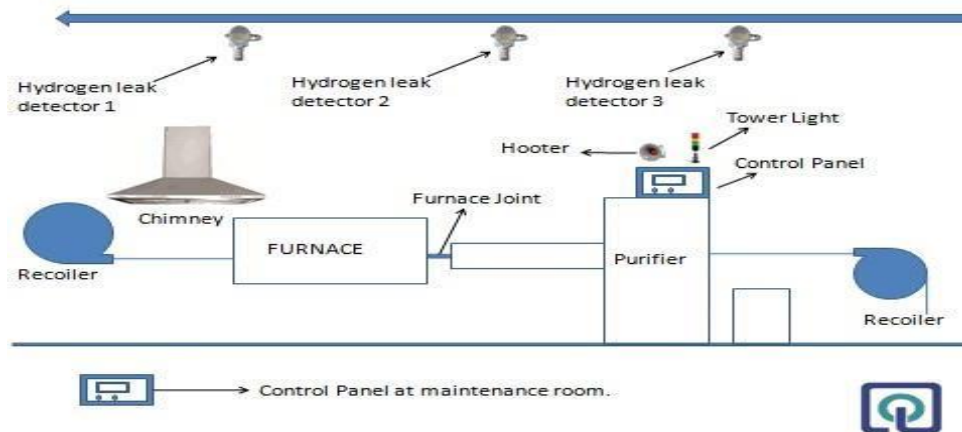 Hydrogen leak
detector 1
Hydrogen leak
detector 2
Hydrogen leak
detector 3
Tower Light
Hooter
Control Panel
Chimney
Furnace Joint
FURNACE
Purifier
Recoiler
Recoiler
Control Panel at maintenance room.